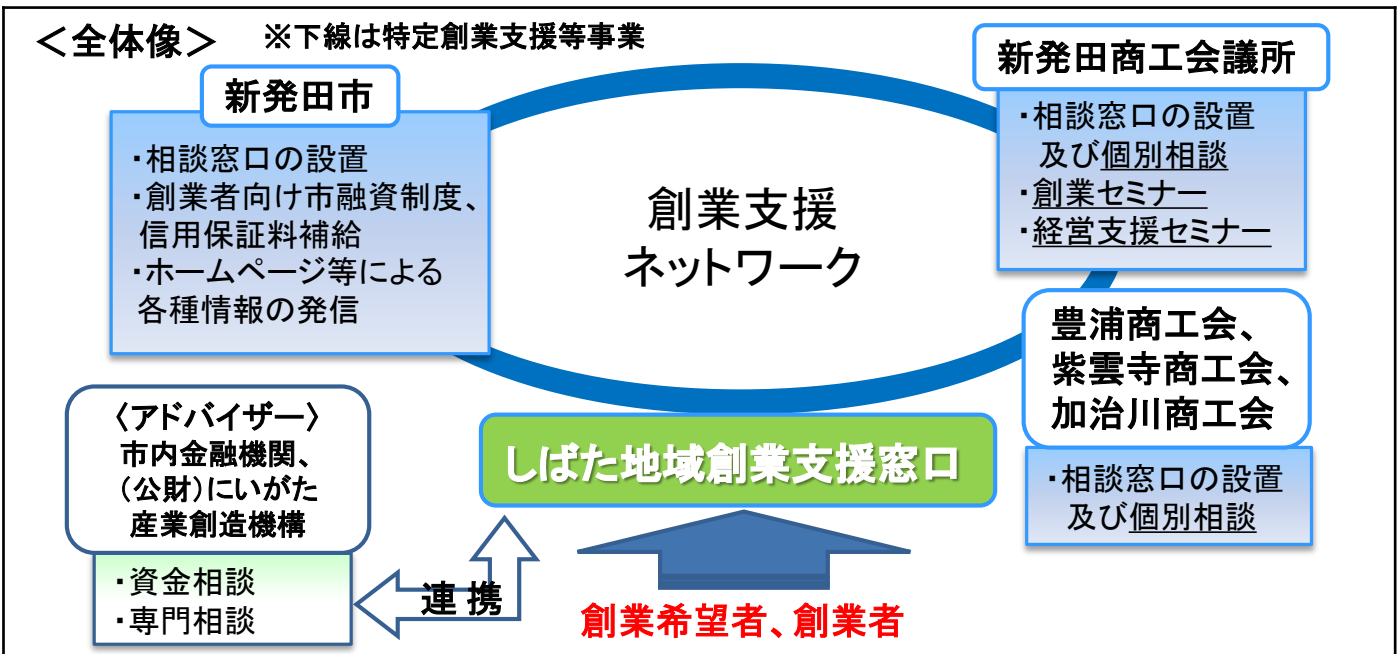 ＜全体像＞ ※下線は特定創業支援等事業
新発田市
・相談窓口の設置
・創業者向け市融資制度、
信用保証料補給
・ホームページ等による
各種情報の発信
創業支援
ネットワーク
新発田商工会議所
・相談窓口の設置
及び個別相談
・創業セミナー
・経営支援セミナー
豊浦商工会、
紫雲寺商工会、
加治川商工会
・相談窓口の設置
及び個別相談
〈アドバイザー〉
市内金融機関、
（公財）にいがた
産業創造機構
・資金相談
・専門相談
しばた地域創業支援窓口
連携
創業希望者、創業者